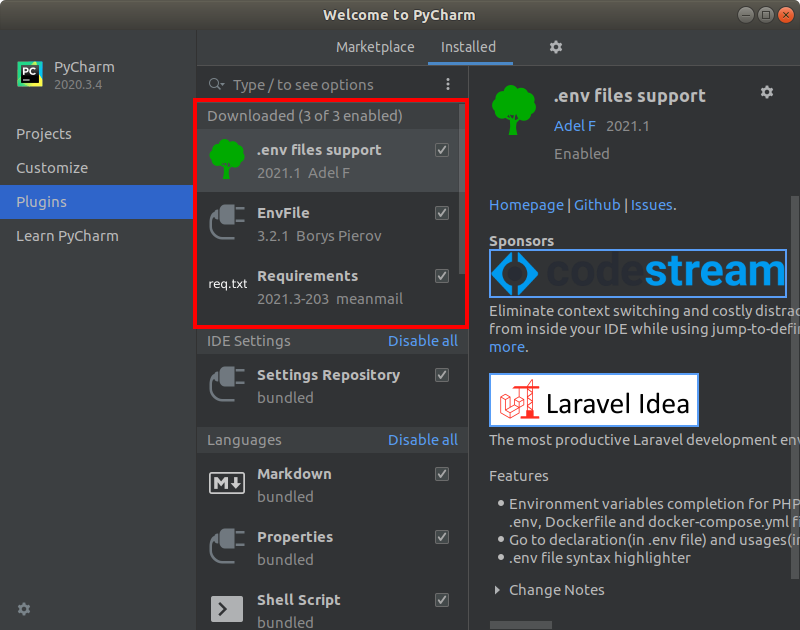 Welcome to PyCharm
PC
PyCharm
2020.3.4
Projects
Customize
Plugins
Learn PyCharm
Marketplace
Installed
Type / to see options
Downloaded (3 of 3 enabled)
.env files support
2021.1 Adel F
EnvFile
3.2.1 Borys Pierov
req.txt
Requirements
2021.3-203 meanmail
IDE Settings
Disable all
Settings Repository
bundled
Languages
Disable all
M
Markdown
bundled
Properties
bundled
Shell Script
bundled
.env files support
Adel F 2021.1
Enabled
Homepage | Github | Issues.
Sponsors
codestream
Eliminate context switching and costly distrac
from inside your IDE while using jump-to-defi
more.
Laravel Idea
The most productive Laravel development env
Features
Environment variables completion for PHP
.env, Dockerfile and docker-compose.yml fi
Go to declaration(in .env file) and usages(in
.env file syntax highlighter
Change Notes